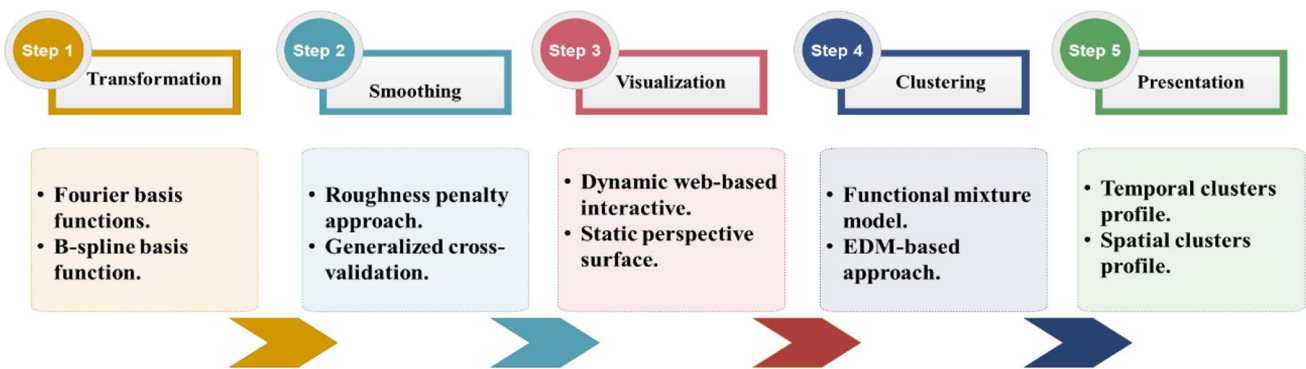 Step 1
Transformation
• Fourier basis
functions.
• B-spline basis
function.
Step 2
Smoothing
• Roughness penalty
approach.
• Generalized cross-
validation.
Step 3
Visualization
• Dynamic web-based
interactive.
• Static perspective
surface.
Step 4
Clustering
• Functional mixture
model.
• EDM-based
approach.
Step 5
Presentation
• Temporal clusters
profile.
• Spatial clusters
profile.